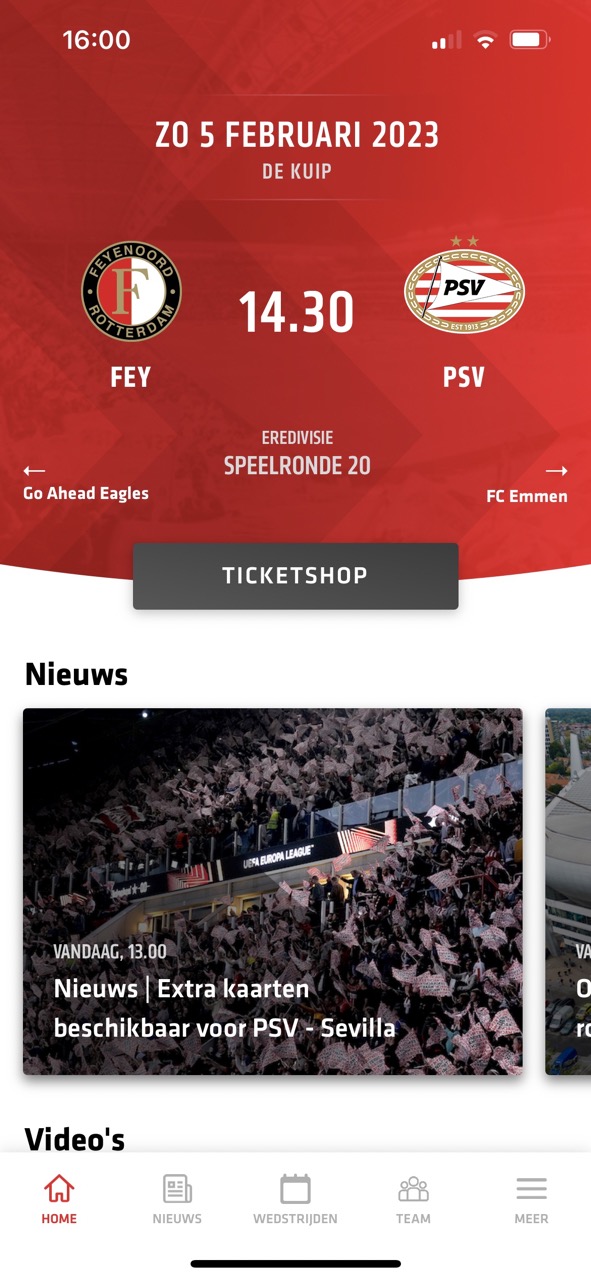 16:00
ZO 5 FEBRUARI 2023
DE KUIP
FEYENOORD
F
ROTTERDAM
PSV
EST 1913
14.30
FEY
PSV
EREDIVISIE
SPEELRONDE 20
←
→
Go Ahead Eagles
FC Emmen
TICKETSHOP
Nieuws
UEFA EUROPA LEAGUE
VANDAAG, 13.00
Nieuws | Extra kaarten
beschikbaar voor PSV - Sevilla
Video's
HOME
NIEUWS
WEDSTRIJDEN
TEAM
MEER